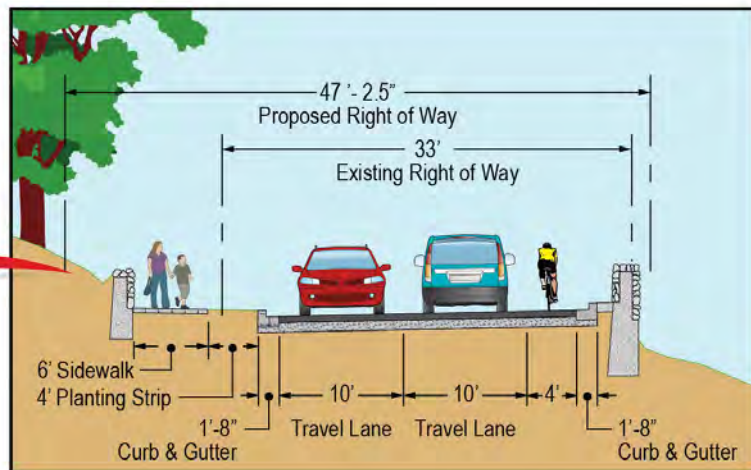 47 '- 2.5"
Proposed Right of Way
33'
Existing Right of Way
6' Sidewalk
4' Planting Strip
10'
10'
4'
1'-8"
Travel Lane
Travel Lane
1'-8"
Curb & Gutter
Curb & Gutter